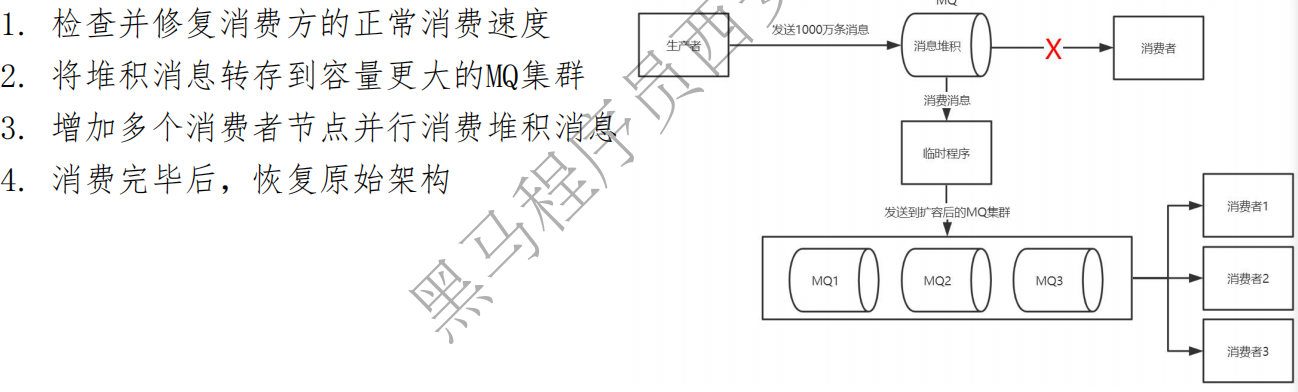 1. 检查并修复消费方的正常消费速度
2. 将堆积消息转存到容量更大的MQ集群
3. 增加多个消费者节点并行消费堆积消息
4. 消费完毕后，恢复原始架构
MQ
生产者
发送1000万条消息
消息堆积
X
消费者
消费消息
临时程序
发送到扩容后的MQ集群
MQ1
MQ2
MQ3
消费者1
消费者2
消费者3
黑马程序员西安